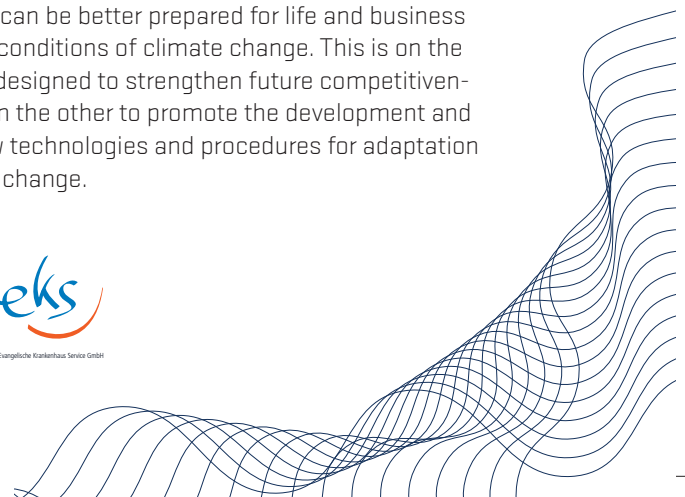 can be better prepared for life and business
conditions of climate change. This is on the
designed to strengthen future competitiven-
n the other to promote the development and
technologies and procedures for adaptation
change.
eks
Evangelische Krankenhaus Service GmbH